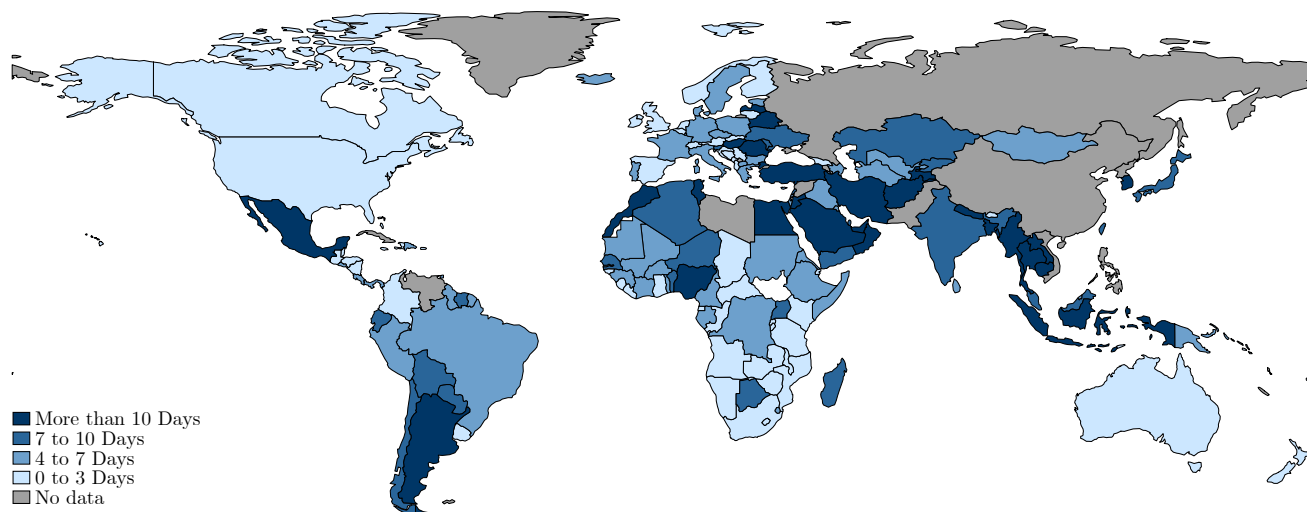 More than 10 Days
7 to 10 Days
4 to 7 Days
0 to 3 Days
No data